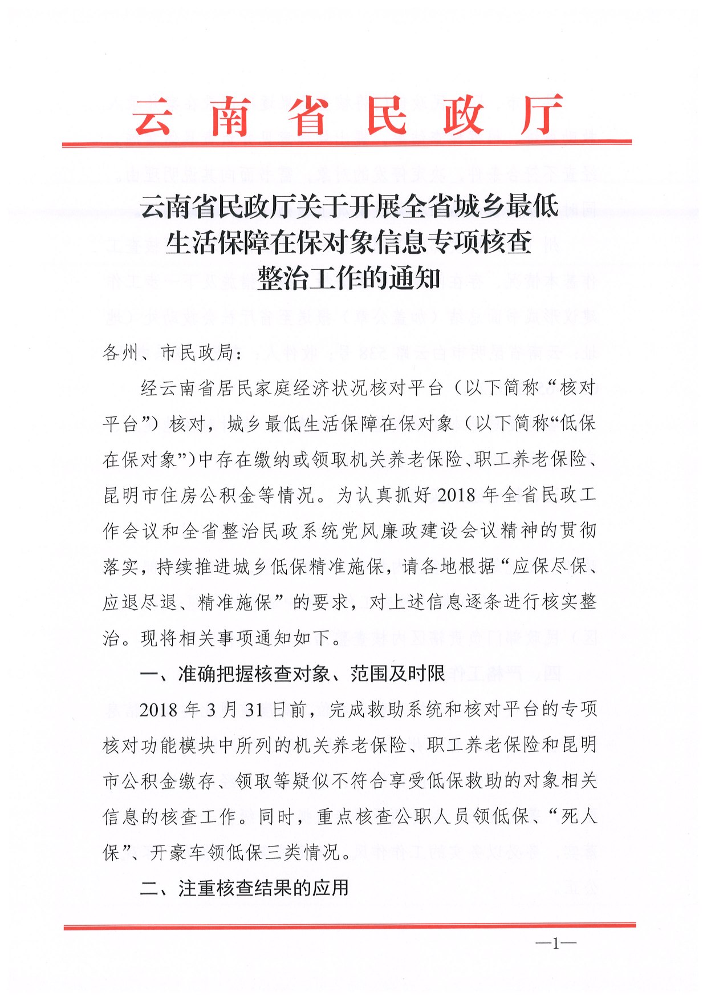 云南省民政厅
云南省民政厅关于开展全省城乡最低
生活保障在保对象信息专项核查
整治工作的通知
各州、市民政局：
经云南省居民家庭经济状况核对平台（以下简称“核对
平台”）核对，城乡最低生活保障在保对象（以下简称“低保
在保对象”）中存在缴纳或领取机关养老保险、职工养老保险、
昆明市住房公积金等情况。为认真抓好2018年全省民政工
作会议和全省整治民政系统党风廉政建设会议精神的贯彻
落实，持续推进城乡低保精准施保，请各地根据“应保尽保、
应退尽退、精准施保”的要求，对上述信息逐条进行核实整
治。现将相关事项通知如下。
一、准确把握核查对象、范围及时限
2018年3月31日前，完成救助系统和核对平台的专项
核对功能模块中所列的机关养老保险、职工养老保险和昆明
市公积金缴存、领取等疑似不符合享受低保救助的对象相关
信息的核查工作。同时，重点核查公职人员领低保、“死人
保”、开豪车领低保三类情况。
二、注重核查结果的应用
—1—